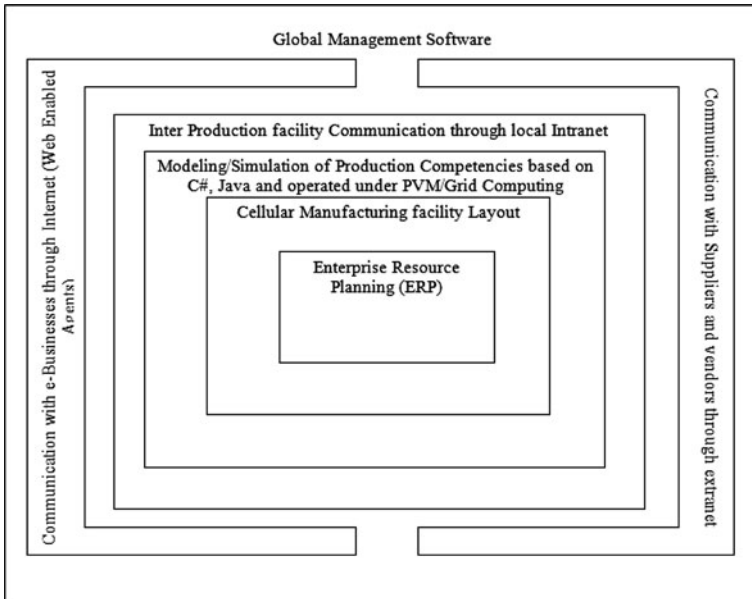 Global Management Software
Communication with e-Businesses through Internet (Web Enabled
Agents)
Inter Production facility Communication through local Intranet
Modeling/Simulation of Production Competencies based on
C#, Java and operated under PVM/Grid Computing
Cellular Manufacturing facility Layout
Enterprise Resource
Planning (ERP)
Communication with Suppliers and vendors through extranet